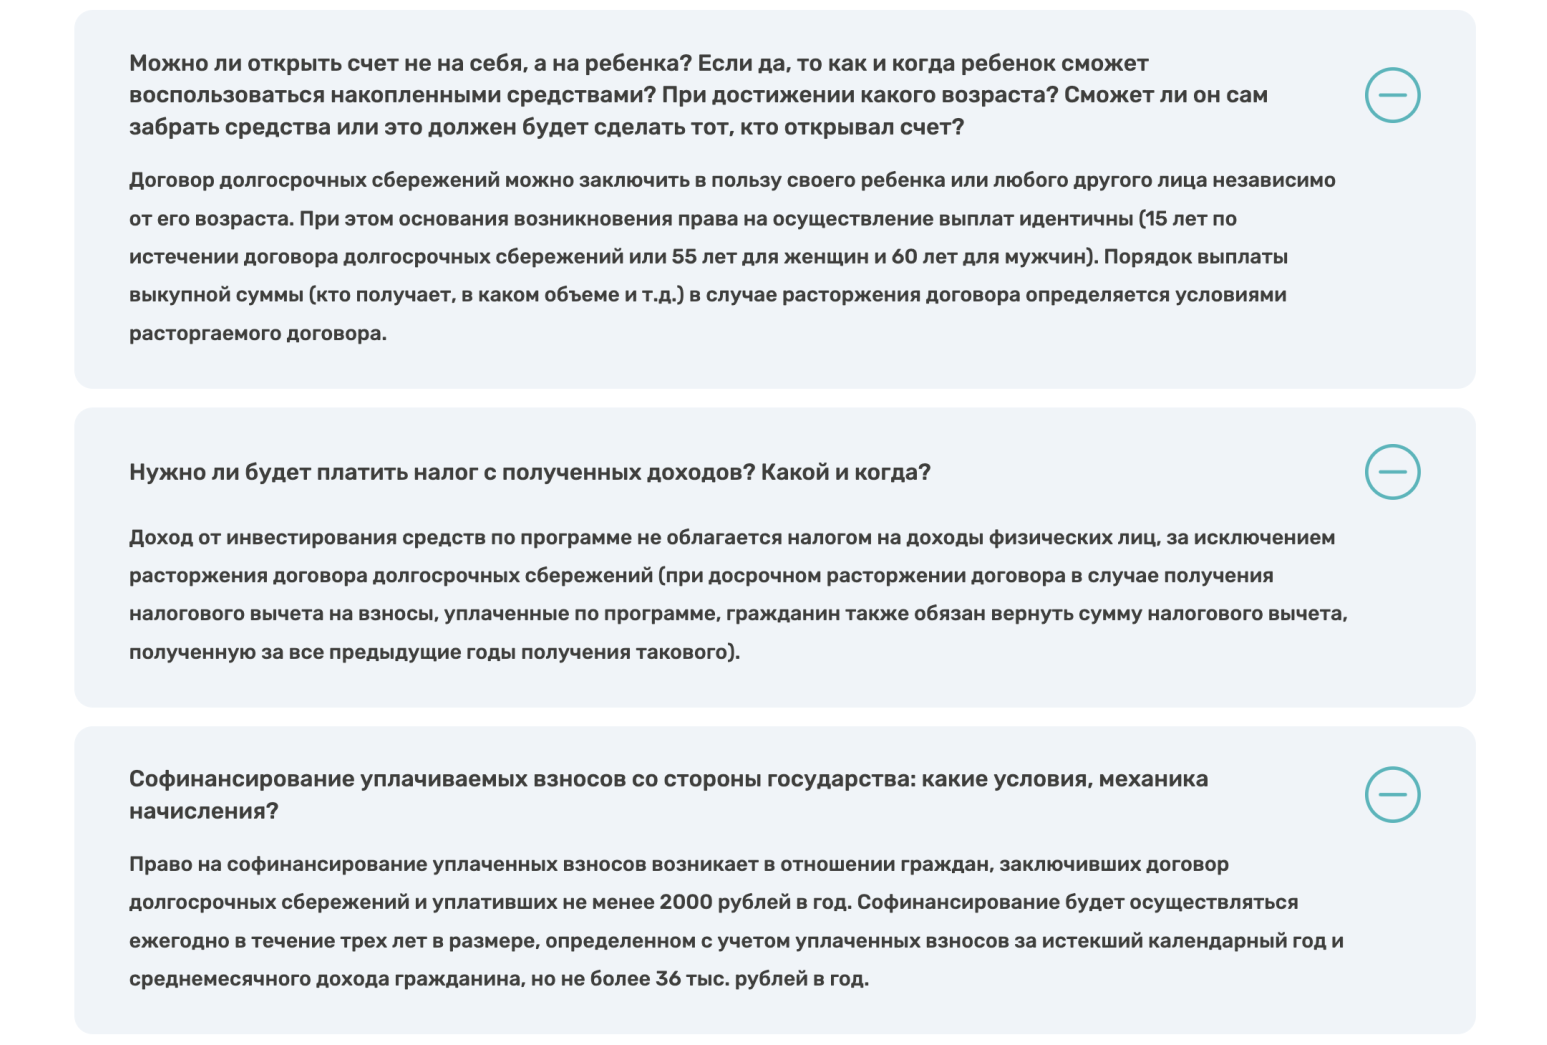 Можно ли открыть счет не на себя, а на ребенка? Если да, то как и когда ребенок сможет
воспользоваться накопленными средствами? При достижении какого возраста? Сможет ли он сам
забрать средства или это должен будет сделать тот, кто открывал счет?
Договор долгосрочных сбережений можно заключить в пользу своего ребенка или любого другого лица независимо
от его возраста. При этом основания возникновения права на осуществление выплат идентичны (15 лет по
истечении договора долгосрочных сбережений или 55 лет для женщин и 60 лет для мужчин). Порядок выплаты
выкупной суммы (кто получает, в каком объеме и т.д.) в случае расторжения договора определяется условиями
расторгаемого договора.
Нужно ли будет платить налог с полученных доходов? Какой и когда?
Доход от инвестирования средств по программе не облагается налогом на доходы физических лиц, за исключением
расторжения договора долгосрочных сбережений (при досрочном расторжении договора в случае получения
налогового вычета на взносы, уплаченные по программе, гражданин также обязан вернуть сумму налогового вычета,
полученную за все предыдущие годы получения такового).
Софинансирование уплачиваемых взносов со стороны государства: какие условия, механика
начисления?
Право на софинансирование уплаченных взносов возникает в отношении граждан, заключивших договор
долгосрочных сбережений и уплативших не менее 2000 рублей в год. Софинансирование будет осуществляться
ежегодно в течение трех лет в размере, определенном с учетом уплаченных взносов за истекший календарный год и
среднемесячного дохода гражданина, но не более 36 тыс. рублей в год.